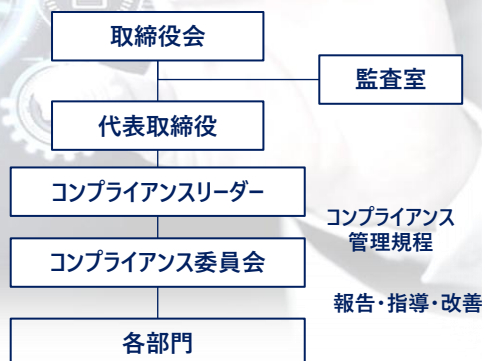 取締役会
監査室
代表取締役
コンプライアンスリーダー
コンプライアンス
管理規程
コンプライアンス委員会
報告・指導・改善
各部門